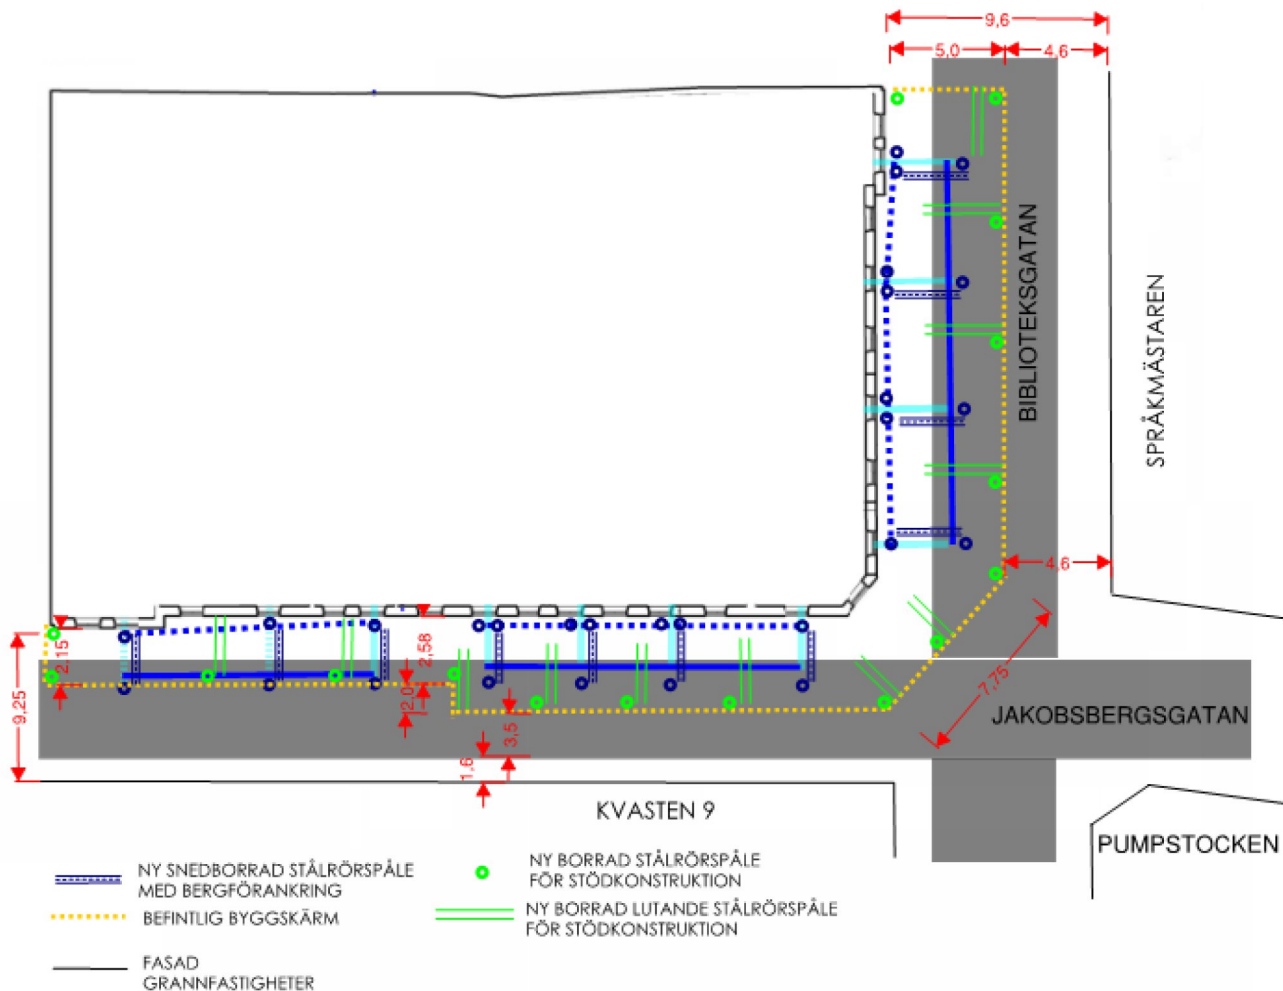 9,6
5,0
4,6
BIBLIOTEKSGATAN
SPRÅKMÄSTAREN
4,6
2,15
2,58
9,25
2,0
7,75
3,5
JAKOBSBERGSGATAN
1,6
KVASTEN 9
PUMPSTOCKEN
NY SNEDBORRAD STÅLRÖRSPÅLE
MED BERGFÖRANKRING
BEFINTLIG BYGGSKÄRM
FASAD
GRANNFASTIGHETER
NY BORRAD STÅLRÖRSPÅLE
FÖR STÖDKONSTRUKTION
NY BORRAD LUTANDE STÅLRÖRSPÅLE
FÖR STÖDKONSTRUKTION